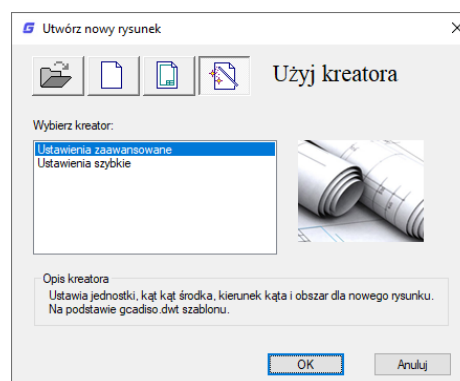 Utwórz nowy rysunek
Użyj kreatora
Wybierz kreator:
Ustawienia zaawansowane
Ustawienia szybkie
Opis kreatora
Ustawia jednostki, kąt kąt środka, kierunek kąta i obszar dla nowego rysunku.
Na podstawie gcadiso.dwt szablonu.
OK
Anuluj